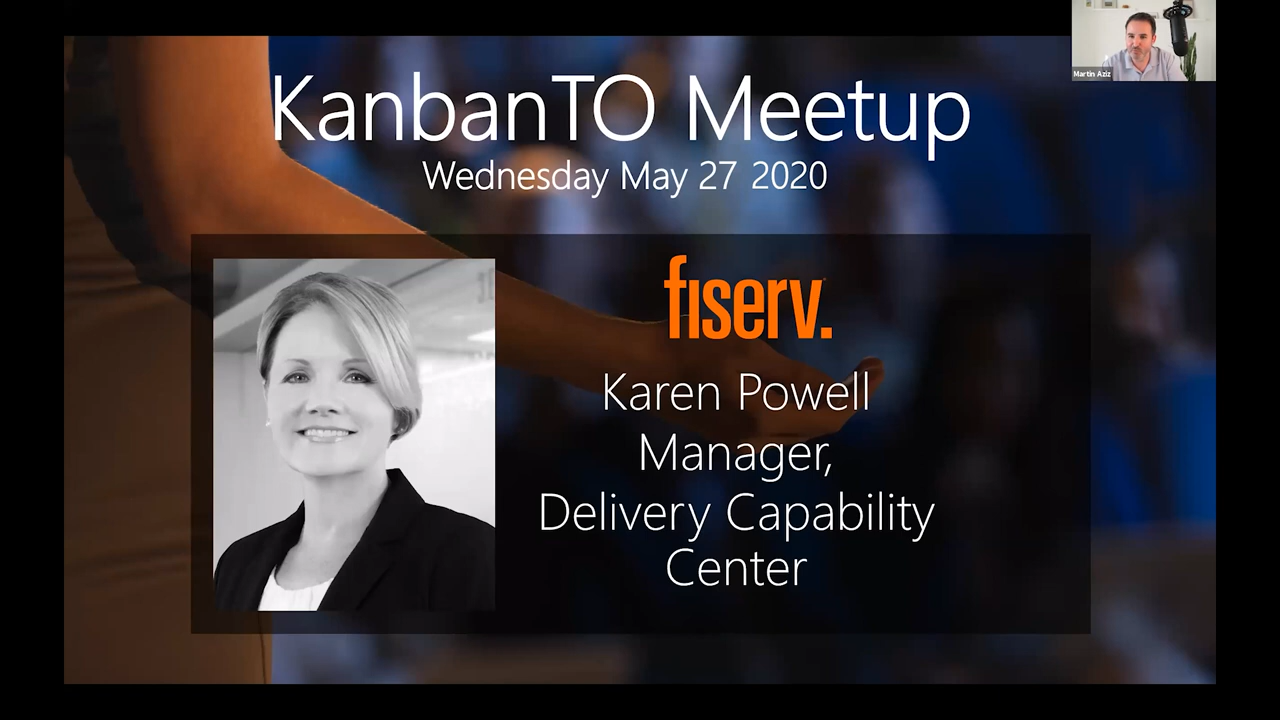 Martin Aziz
KanbanTO Meetup
Wednesday May 27 2020
fiserv.
Karen Powell
Manager,
Delivery Capability
Center